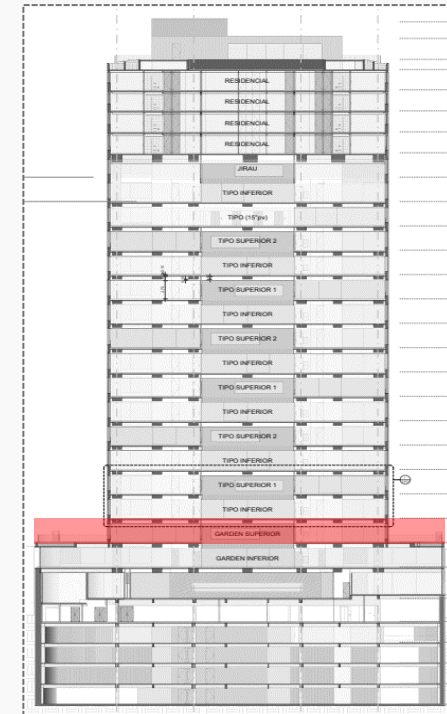 RESIDENCIAL
RESIDENCIAL
RESIDENCIAL
RESIDENCIAL
JIRAU
TIPO INFERIOR
TIPO (15°pv)
TIPO SUPERIOR 2
TIPO INFERIOR
TIPO SUPERIOR 1
TIPO INFERIOR
TIPO SUPERIOR 2
TIPO INFERIOR
TIPO SUPERIOR 1
TIPO INFERIOR
TIPO SUPERIOR 2
TIPO INFERIOR
TIPO SUPERIOR 1
TIPO INFERIOR
GARDEN SUPERIOR
GARDEN INFERIOR